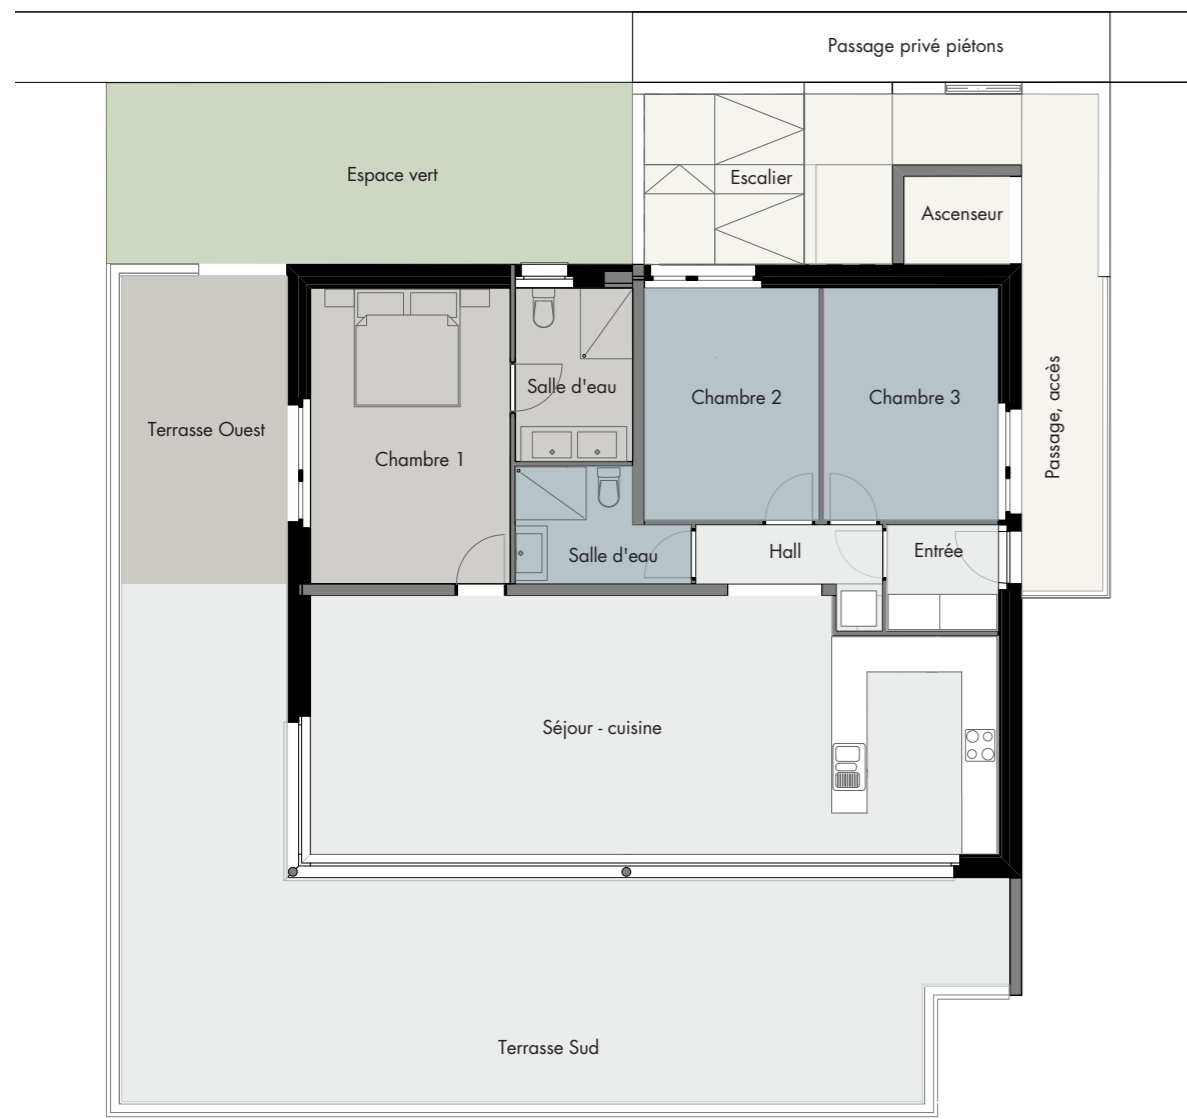 Passage privé piétons
Espace vert
Escalier
Ascenseur
Terrasse Ouest
Chambre 1
Salle d'eau
Chambre 2
Chambre 3
Passage, accès
Salle d'eau
Hall
Entrée
Séjour - cuisine
Terrasse Sud